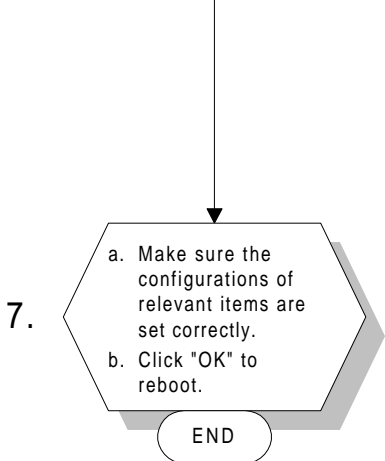 7.
a. Make sure the
configurations of
relevant items are
set correctly.
b. Click "OK" to
reboot.
END